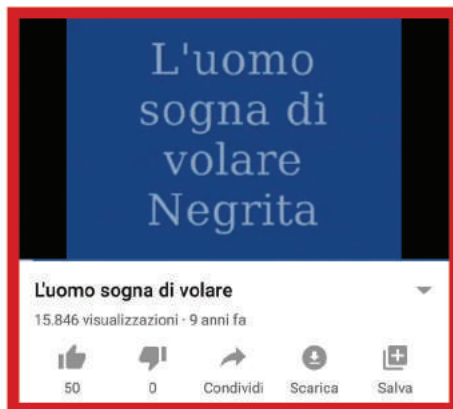 L'uomo
sogna di
volare
Negrita
L'uomo sogna di volare
15.846 visualizzazioni · 9 anni fa
50 0 Condividi Scarica Salva